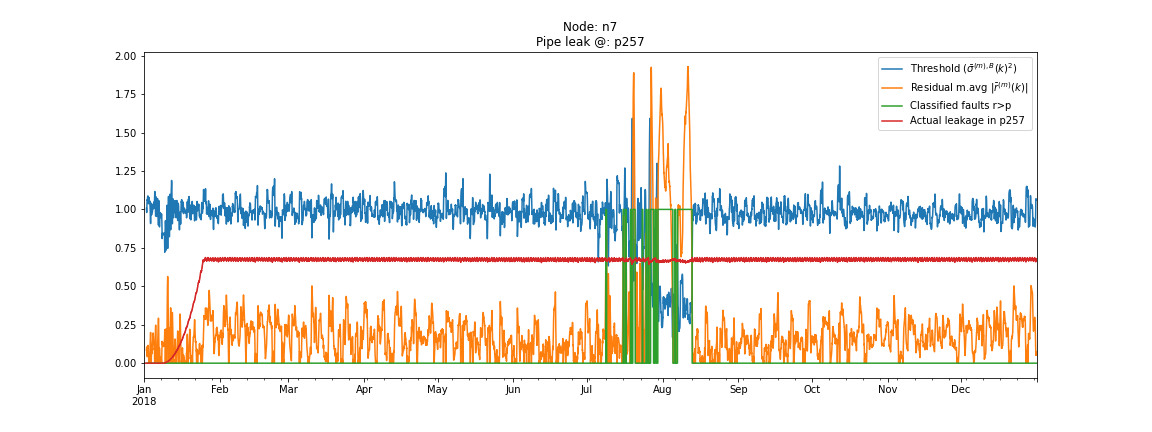 Node: n7
Pipe leak @: p257
2.00
1.75
1.50
1.25
1.00
0.75
0.50
0.25
0.00
Threshold (σ̄^{(m),B}(k)²)
Residual m.avg |r̄^{(m)}(k)|
Classified faults r>p
Actual leakage in p257
Jan Feb Mar Apr May Jun Jul Aug Sep Oct Nov Dec
2018